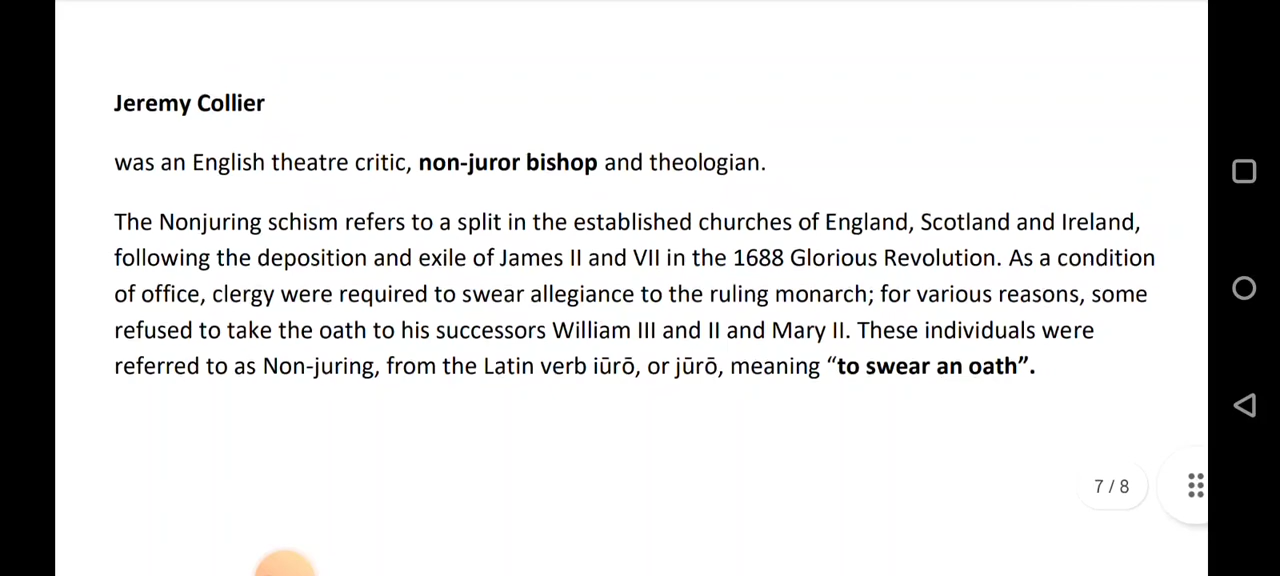 Jeremy Collier
was an English theatre critic, non-juror bishop and theologian.
The Nonjuring schism refers to a split in the established churches of England, Scotland and Ireland,
following the deposition and exile of James II and VII in the 1688 Glorious Revolution. As a condition
of office, clergy were required to swear allegiance to the ruling monarch; for various reasons, some
refused to take the oath to his successors William III and II and Mary II. These individuals were
referred to as Non-juring, from the Latin verb iūrō, or jūrō, meaning “to swear an oath”.
7 / 8